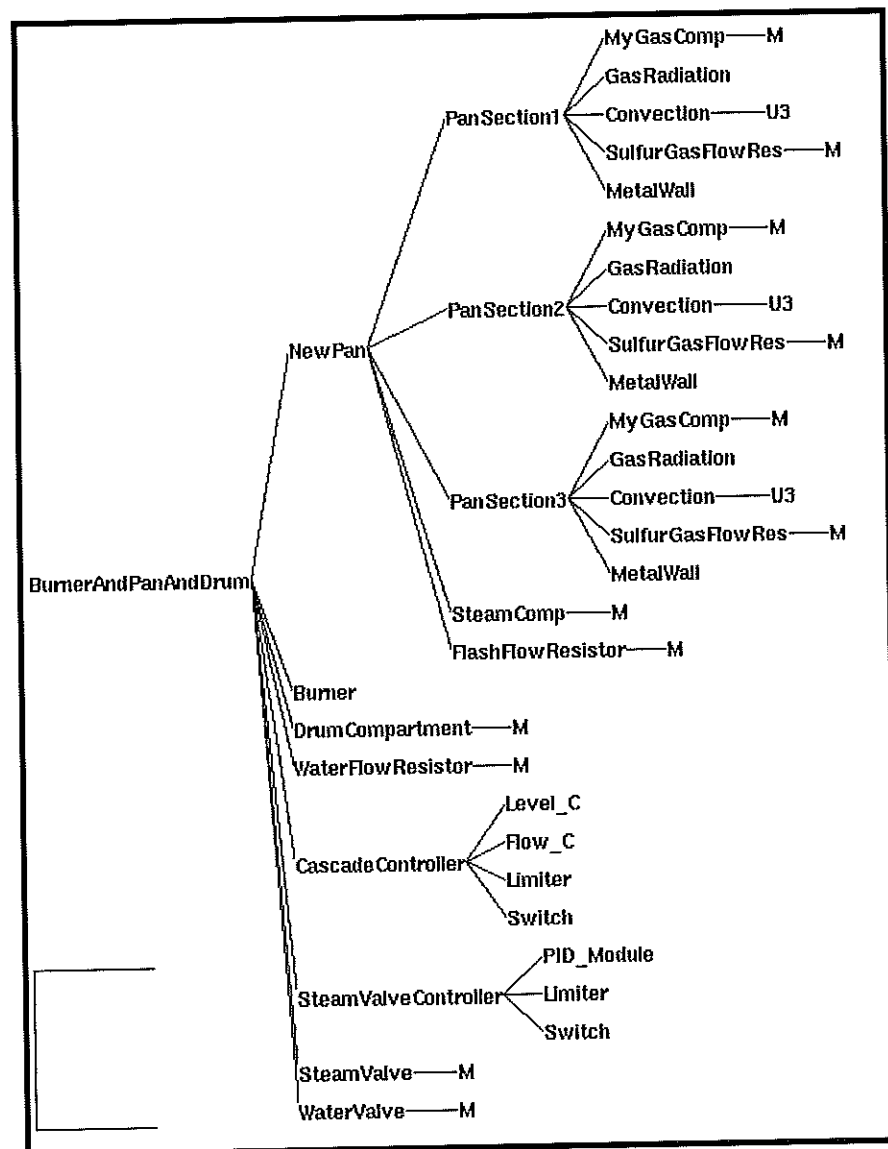 MyGasComp M
GasRadiation
PanSection1 Convection U3
SulfurGasFlowRes M
MetalWall
MyGasComp M
GasRadiation
PanSection2 Convection U3
SulfurGasFlowRes M
NewPan
MetalWall
MyGasComp M
GasRadiation
PanSection3 Convection U3
SulfurGasFlowRes M
MetalWall
BurnerAndPanAndDrum
SteamComp M
FlashFlowResistor M
Burner
DrumCompartment M
WaterFlowResistor M
Level_C
Flow_C
CascadeController
Limiter
Switch
PID_Module
SteamValveController Limiter
Switch
SteamValve M
WaterValve M